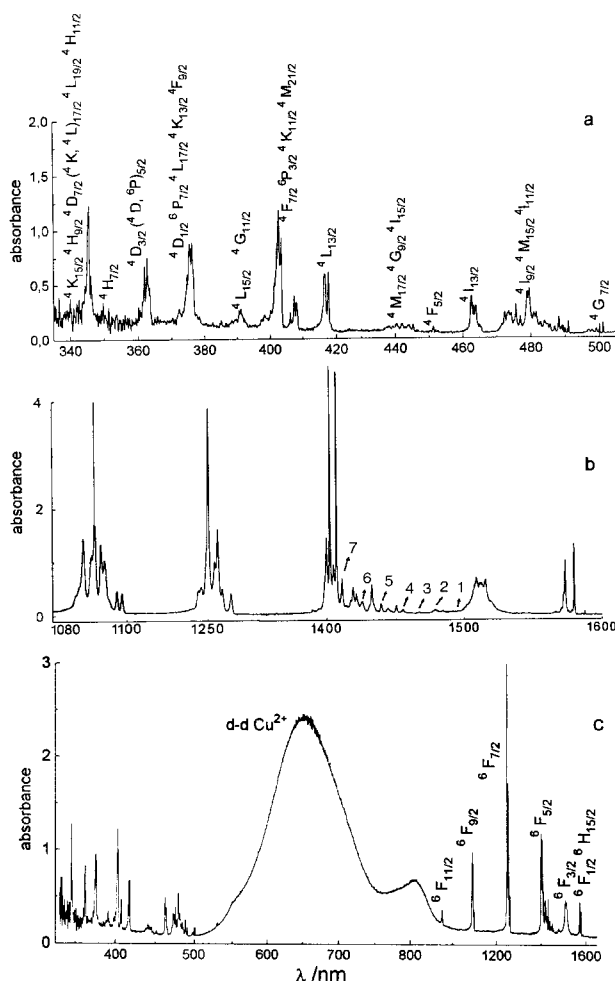 a
⁴K₁₅/₂ ⁴H₉/₂ ⁴D₇/₂ (⁴K, ⁴L)₁₇/₂ ⁴L₁₉/₂ ⁴H₁₁/₂
⁴H₇/₂
⁴D₃/₂ (⁴D, ⁶P)₅/₂
⁴D₁/₂ ⁶P₇/₂ ⁴L₁₇/₂ ⁴K₁₃/₂ ⁴F₉/₂
⁴L₁₅/₂ ⁴G₁₁/₂
⁴F₇/₂ ⁶P₃/₂ ⁴K₁₁/₂ ⁴M₂₁/₂
⁴L₁₃/₂
⁴M₁₇/₂ ⁴G₉/₂ ⁴I₁₅/₂
⁴F₅/₂
⁴I₁₃/₂
⁴I₉/₂ ⁴M₁₅/₂ ⁴I₁₁/₂
⁴G₇/₂
absorbance
2,0
1,5
1,0
0,5
0,0
340 360 380 400 420 440 460 480 500
b
absorbance
4
2
0
7
6
5
4
3
2
1
1080 1100 1250 1400 1500 1600
c
absorbance
3
2
1
0
d-d Cu²⁺
⁶F₁₁/₂
⁶F₉/₂
⁶F₇/₂
⁶F₅/₂
⁶F₃/₂
⁶F₁/₂ ⁶H₁₅/₂
400 500 600 700 800 1200 1600
λ /nm